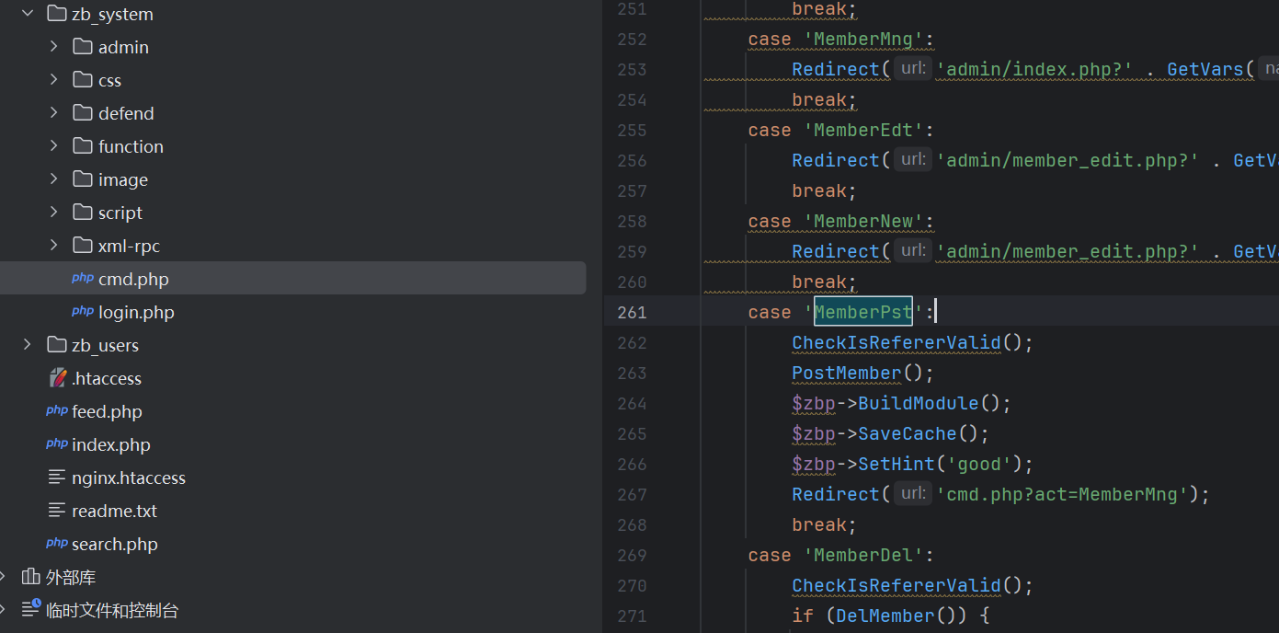 zb_system
admin
css
defend
function
image
script
xml-rpc
php cmd.php
php login.php
zb_users
.htaccess
php feed.php
php index.php
nginx.htaccess
readme.txt
php search.php
外部库
临时文件和控制台
251 break;
252 case 'MemberMng':
253 Redirect( url: 'admin/index.php?' . GetVars( na
254 break;
255 case 'MemberEdt':
256 Redirect( url: 'admin/member_edit.php?' . GetVa
257 break;
258 case 'MemberNew':
259 Redirect( url: 'admin/member_edit.php?' . GetVa
260 break;
261 case 'MemberPst':
262 CheckIsRefererValid();
263 PostMember();
264 $zbp->BuildModule();
265 $zbp->SaveCache();
266 $zbp->SetHint('good');
267 Redirect( url: 'cmd.php?act=MemberMng');
268 break;
269 case 'MemberDel':
270 CheckIsRefererValid();
271 if (DelMember()) {